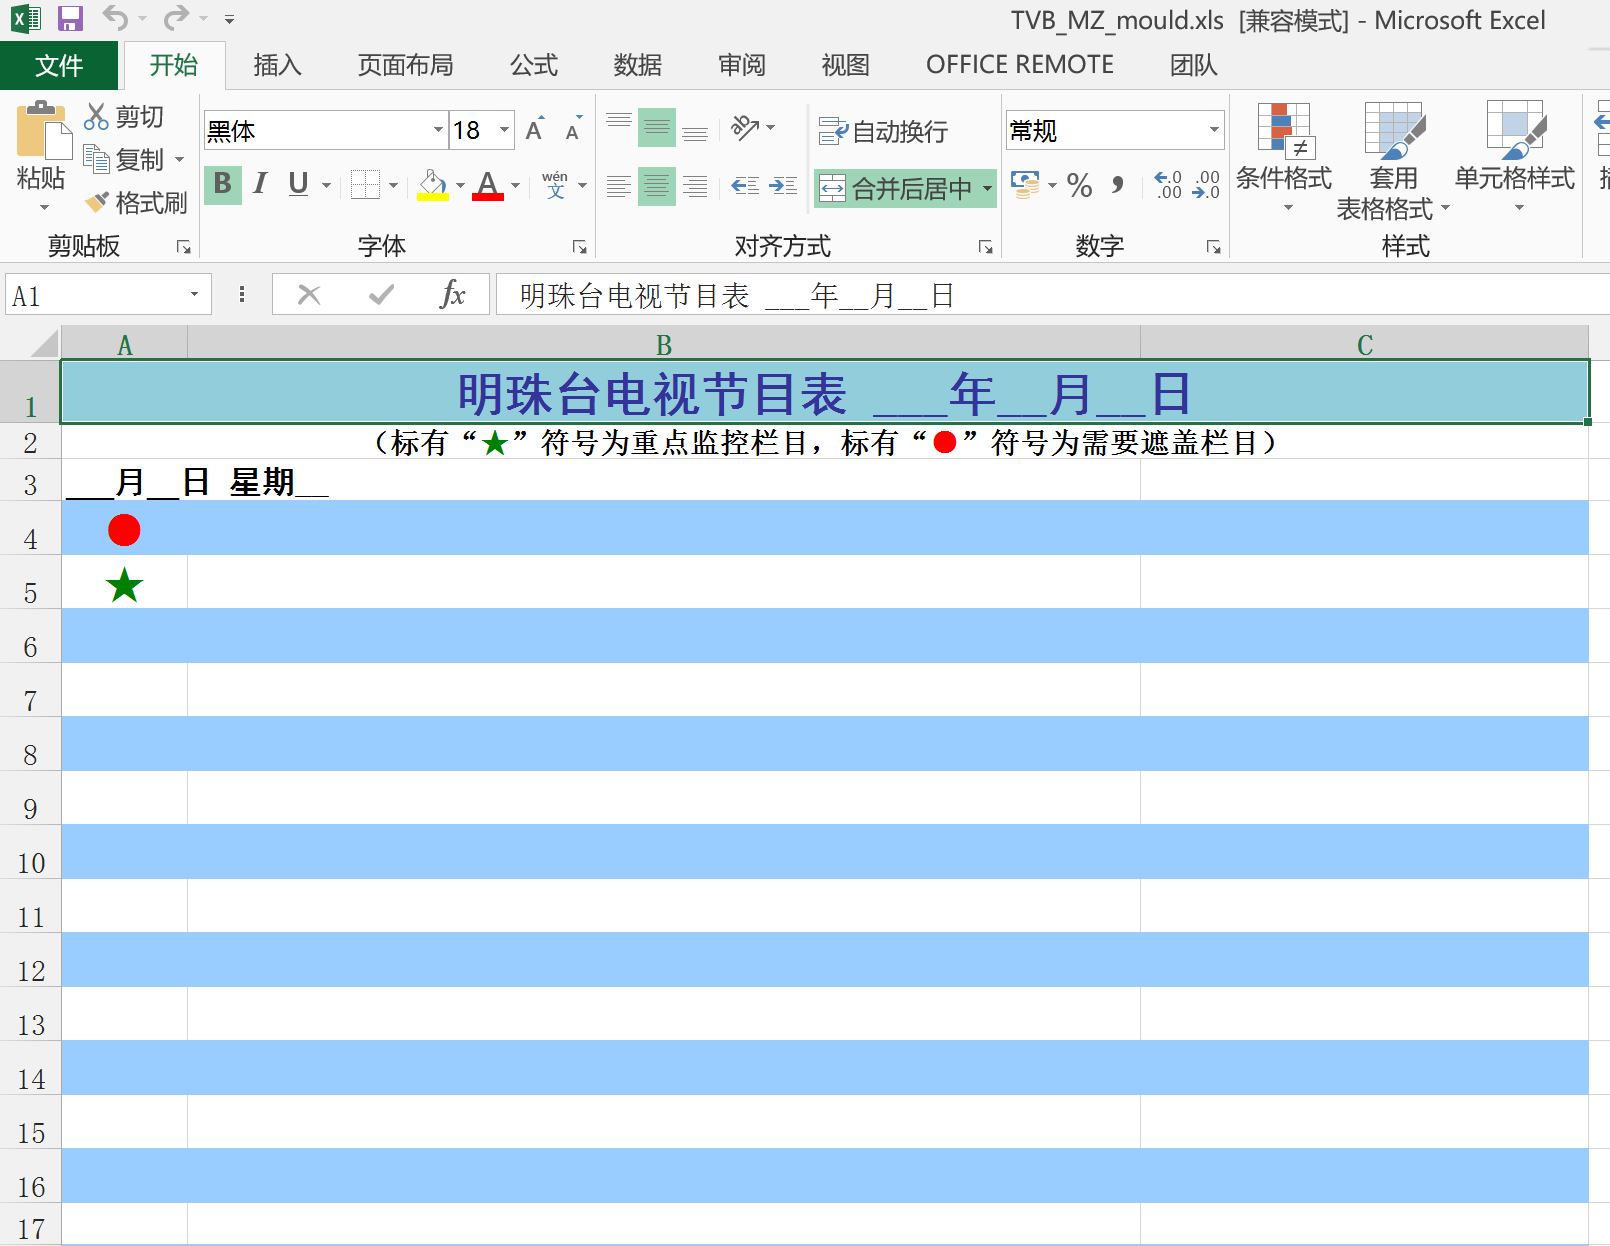 TVB_MZ_mould.xls [兼容模式] - Microsoft Excel
文件 开始 插入 页面布局 公式 数据 审阅 视图 OFFICE REMOTE 团队
粘贴
剪切
复制
格式刷
剪贴板
黑体 18 A A
B I U A wén 文
字体
自动换行
合并后居中
对齐方式
常规
% , .0 .00 .00 .0
数字
条件格式
套用
表格格式
单元格样式
样式
A1 fx 明珠台电视节目表 ___年__月__日
A B C
1 明珠台电视节目表 ___年__月__日
2 （标有“★”符号为重点监控栏目，标有“●”符号为需要遮盖栏目）
3 ___月__日 星期__
4 ●
5 ★
6
7
8
9
10
11
12
13
14
15
16
17